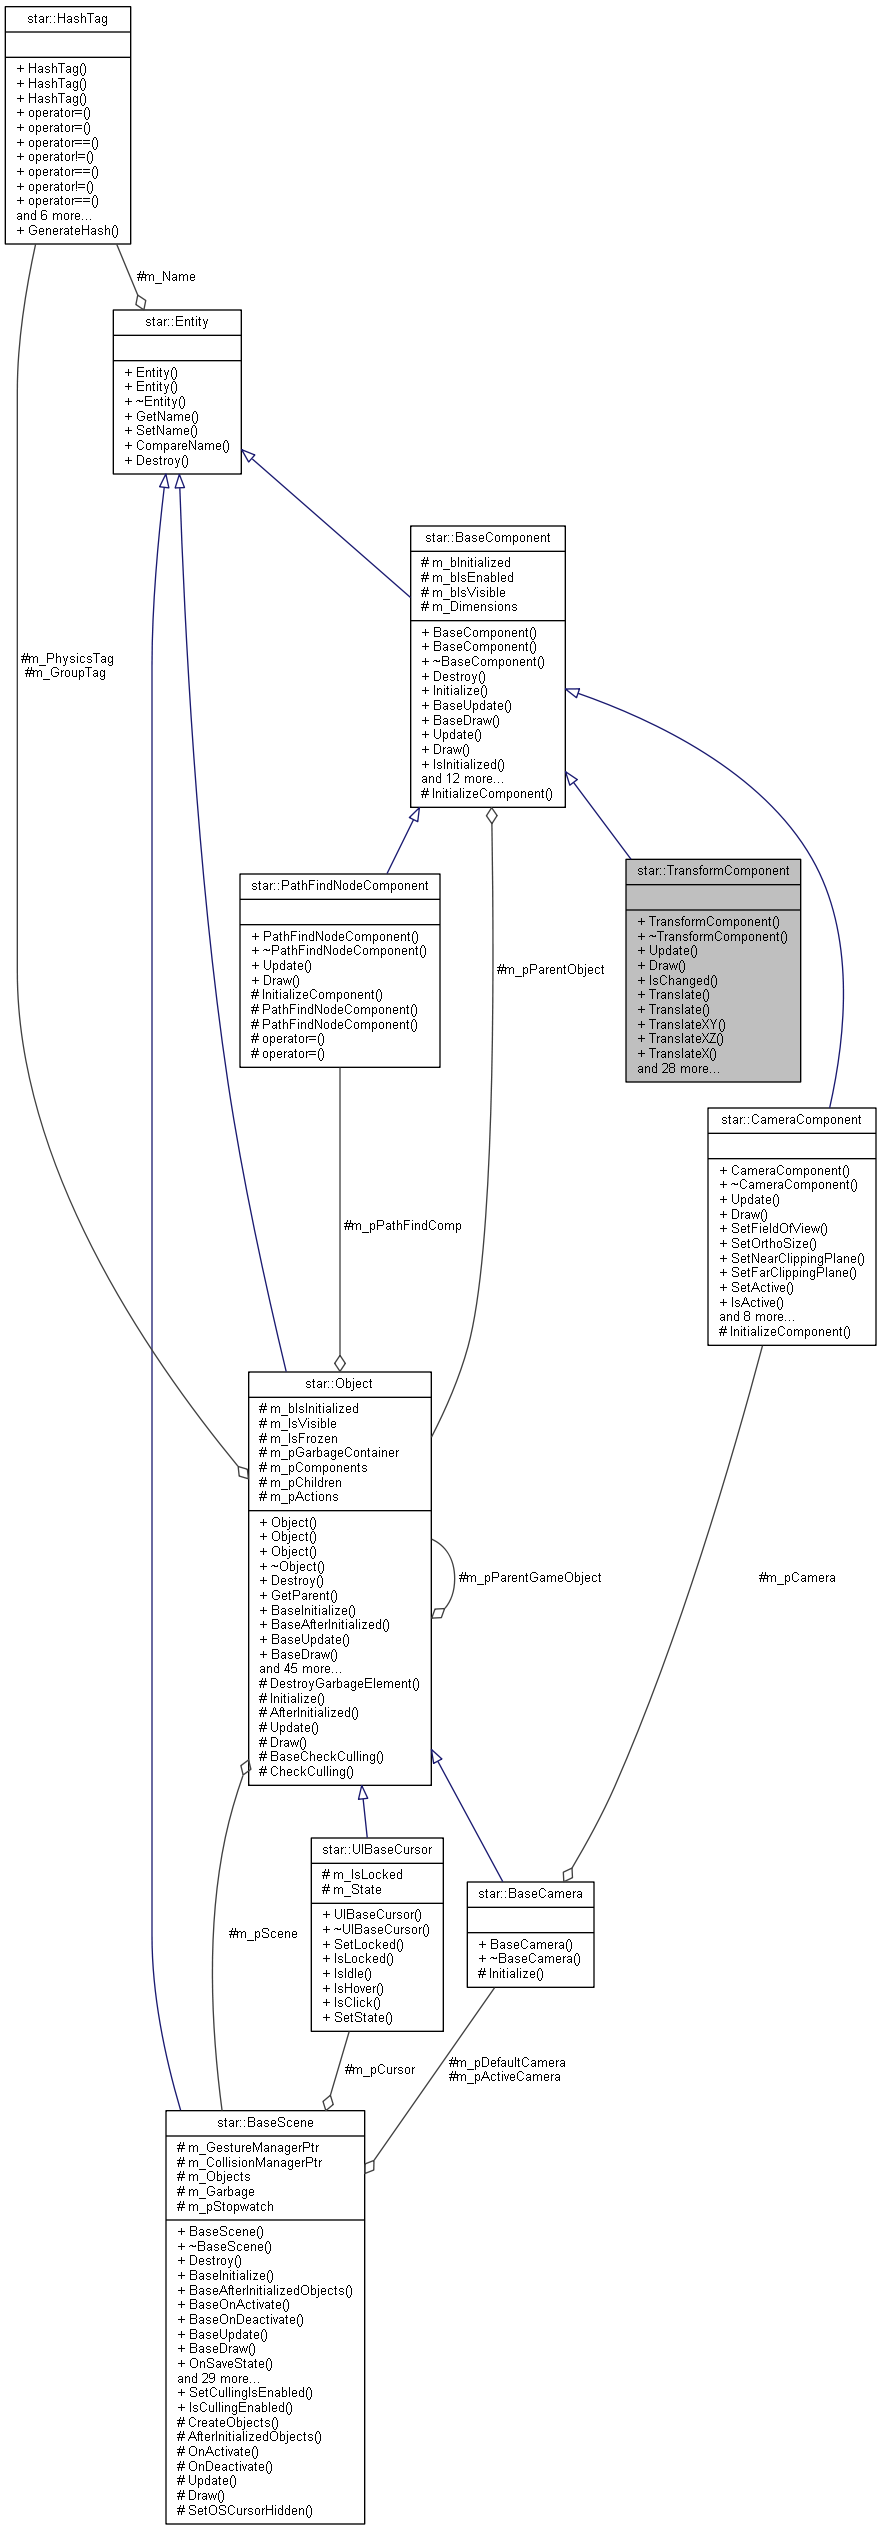 star::HashTag
+ HashTag()
+ HashTag()
+ HashTag()
+ operator=()
+ operator=()
+ operator==()
+ operator!=()
+ operator==()
+ operator!=()
+ operator==()
and 6 more...
+ GenerateHash()
#m_Name
star::Entity
+ Entity()
+ Entity()
+ ~Entity()
+ GetName()
+ SetName()
+ CompareName()
+ Destroy()
star::BaseComponent
# m_bInitialized
# m_bIsEnabled
# m_bIsVisible
# m_Dimensions
+ BaseComponent()
+ BaseComponent()
+ ~BaseComponent()
+ Destroy()
+ Initialize()
+ BaseUpdate()
+ BaseDraw()
+ Update()
+ Draw()
+ IsInitialized()
and 12 more...
# InitializeComponent()
#m_PhysicsTag
#m_GroupTag
star::PathFindNodeComponent
+ PathFindNodeComponent()
+ ~PathFindNodeComponent()
+ Update()
+ Draw()
# InitializeComponent()
# PathFindNodeComponent()
# PathFindNodeComponent()
# operator=()
# operator=()
#m_pParentObject
star::TransformComponent
+ TransformComponent()
+ ~TransformComponent()
+ Update()
+ Draw()
+ IsChanged()
+ Translate()
+ Translate()
+ TranslateXY()
+ TranslateXZ()
+ TranslateX()
and 28 more...
star::CameraComponent
+ CameraComponent()
+ ~CameraComponent()
+ Update()
+ Draw()
+ SetFieldOfView()
+ SetOrthoSize()
+ SetNearClippingPlane()
+ SetFarClippingPlane()
+ SetActive()
+ IsActive()
and 8 more...
# InitializeComponent()
#m_pPathFindComp
star::Object
# m_bIsInitialized
# m_IsVisible
# m_IsFrozen
# m_pGarbageContainer
# m_pComponents
# m_pChildren
# m_pActions
+ Object()
+ Object()
+ Object()
+ ~Object()
+ Destroy()
+ GetParent()
+ BaseInitialize()
+ BaseAfterInitialized()
+ BaseUpdate()
+ BaseDraw()
and 45 more...
# DestroyGarbageElement()
# Initialize()
# AfterInitialized()
# Update()
# Draw()
# BaseCheckCulling()
# CheckCulling()
#m_pParentGameObject
#m_pCamera
star::UIBaseCursor
# m_IsLocked
# m_State
+ UIBaseCursor()
+ ~UIBaseCursor()
+ SetLocked()
+ IsLocked()
+ IsIdle()
+ IsHover()
+ IsClick()
+ SetState()
star::BaseCamera
+ BaseCamera()
+ ~BaseCamera()
# Initialize()
#m_pScene
#m_pCursor
#m_pDefaultCamera
#m_pActiveCamera
star::BaseScene
# m_GestureManagerPtr
# m_CollisionManagerPtr
# m_Objects
# m_Garbage
# m_pStopwatch
+ BaseScene()
+ ~BaseScene()
+ Destroy()
+ BaseInitialize()
+ BaseAfterInitializedObjects()
+ BaseOnActivate()
+ BaseOnDeactivate()
+ BaseUpdate()
+ BaseDraw()
+ OnSaveState()
and 29 more...
+ SetCullingIsEnabled()
+ IsCullingEnabled()
# CreateObjects()
# AfterInitializedObjects()
# OnActivate()
# OnDeactivate()
# Update()
# Draw()
# SetOSCursorHidden()